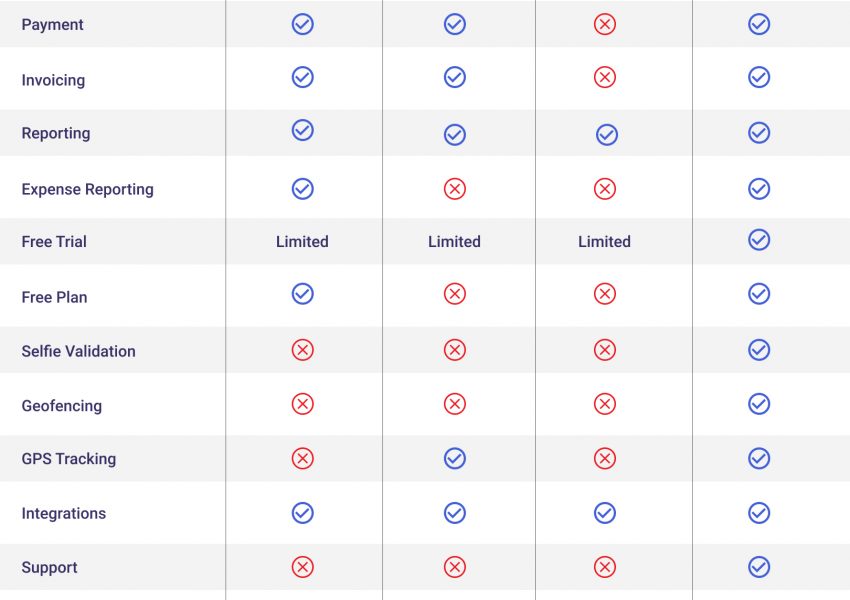 Payment
Invoicing
Reporting
Expense Reporting
Free Trial Limited Limited Limited
Free Plan
Selfie Validation
Geofencing
GPS Tracking
Integrations
Support